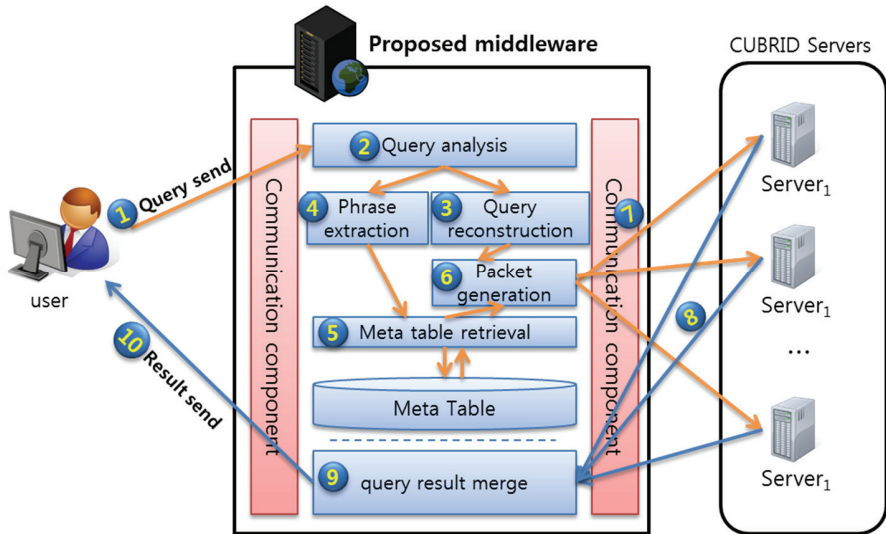 Proposed middleware
CUBRID Servers
1
Query send
user
10
Result send
Communication component
2 Query analysis
4 Phrase
extraction
3 Query
reconstruction
6 Packet
generation
5 Meta table retrieval
Meta Table
9 query result merge
Communication component
7
8
Server1
Server1
...
Server1